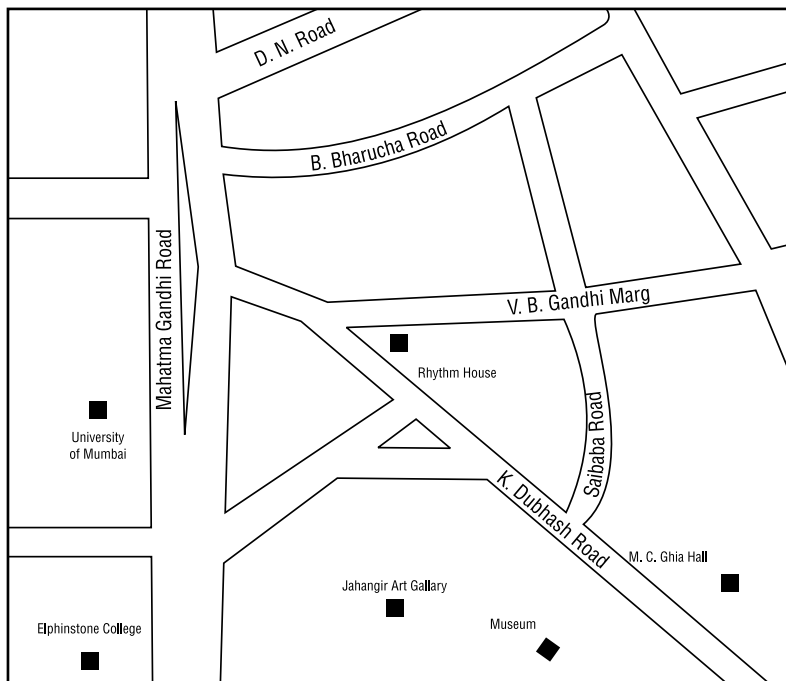 D. N. Road
B. Bharucha Road
Mahatma Gandhi Road
V. B. Gandhi Marg
Rhythm House
Saibaba Road
University
of Mumbai
K. Dubhash Road
M. C. Ghia Hall
Jahangir Art Gallary
Museum
Elphinstone College